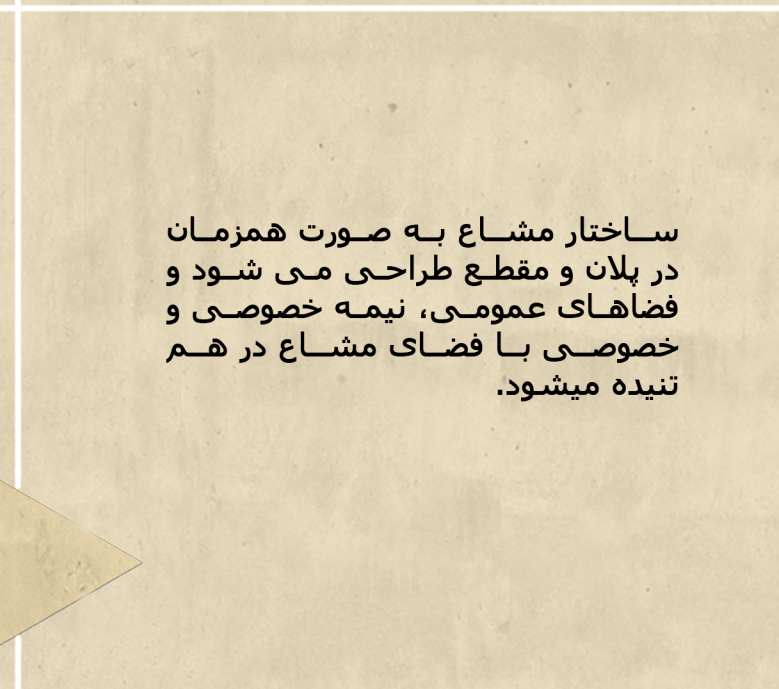 ساختار مشاع به صورت همزمان
در پلان و مقطع طراحی می شود و
فضاهای عمومی، نیمه خصوصی و
خصوصی با فضای مشاع در هم
تنیده میشود.